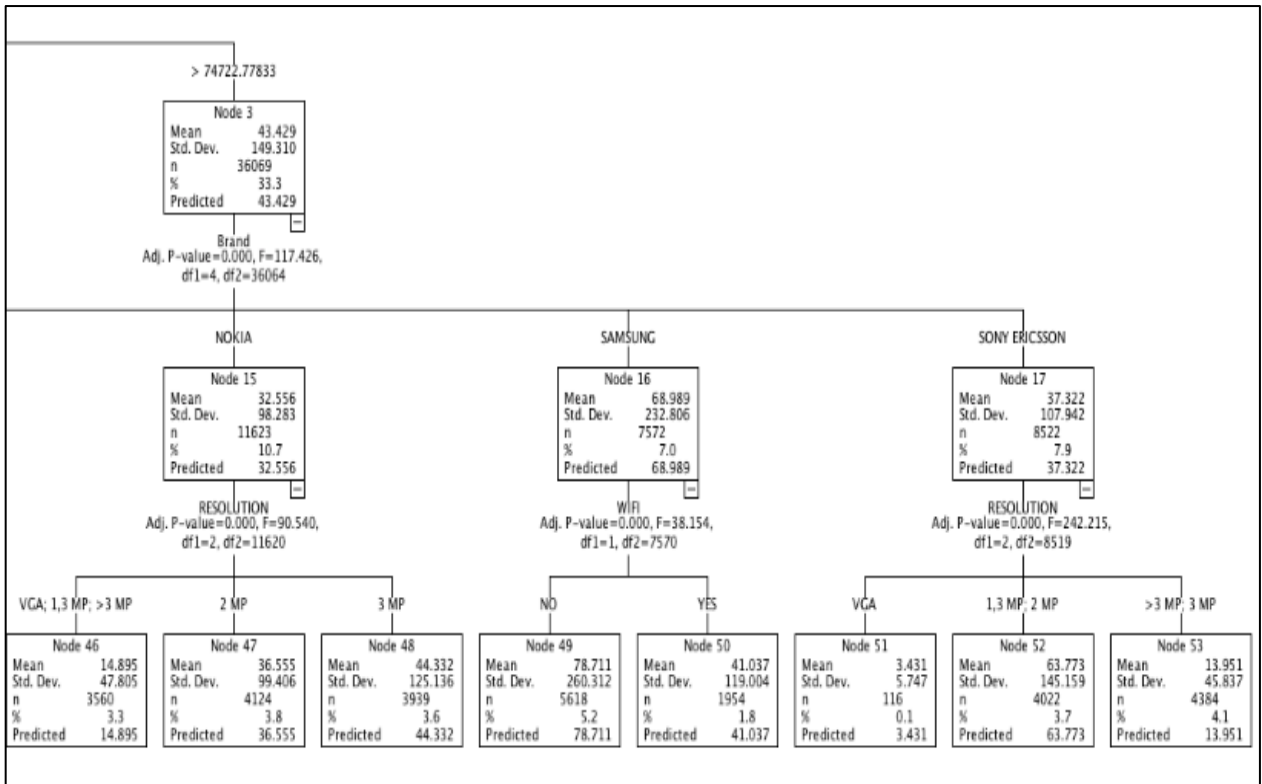 > 74722.77833
Node 3
Mean 43.429
Std. Dev. 149.310
n 36069
% 33.3
Predicted 43.429
Brand
Adj. P-value=0.000, F=117.426,
df1=4, df2=36064
NOKIA
Node 15
Mean 32.556
Std. Dev. 98.283
n 11623
% 10.7
Predicted 32.556
RESOLUTION
Adj. P-value=0.000, F=90.540,
df1=2, df2=11620
SAMSUNG
Node 16
Mean 68.989
Std. Dev. 232.806
n 7572
% 7.0
Predicted 68.989
WIFI
Adj. P-value=0.000, F=38.154,
df1=1, df2=7570
SONY ERICSSON
Node 17
Mean 37.322
Std. Dev. 107.942
n 8522
% 7.9
Predicted 37.322
RESOLUTION
Adj. P-value=0.000, F=242.215,
df1=2, df2=8519
VGA; 1,3 MP; >3 MP
Node 46
Mean 14.895
Std. Dev. 47.805
n 3560
% 3.3
Predicted 14.895
2 MP
Node 47
Mean 36.555
Std. Dev. 99.406
n 4124
% 3.8
Predicted 36.555
3 MP
Node 48
Mean 44.332
Std. Dev. 125.136
n 3939
% 3.6
Predicted 44.332
NO
Node 49
Mean 78.711
Std. Dev. 260.312
n 5618
% 5.2
Predicted 78.711
YES
Node 50
Mean 41.037
Std. Dev. 119.004
n 1954
% 1.8
Predicted 41.037
VGA
Node 51
Mean 3.431
Std. Dev. 5.747
n 116
% 0.1
Predicted 3.431
1,3 MP; 2 MP
Node 52
Mean 63.773
Std. Dev. 145.159
n 4022
% 3.7
Predicted 63.773
>3 MP; 3 MP
Node 53
Mean 13.951
Std. Dev. 45.837
n 4384
% 4.1
Predicted 13.951